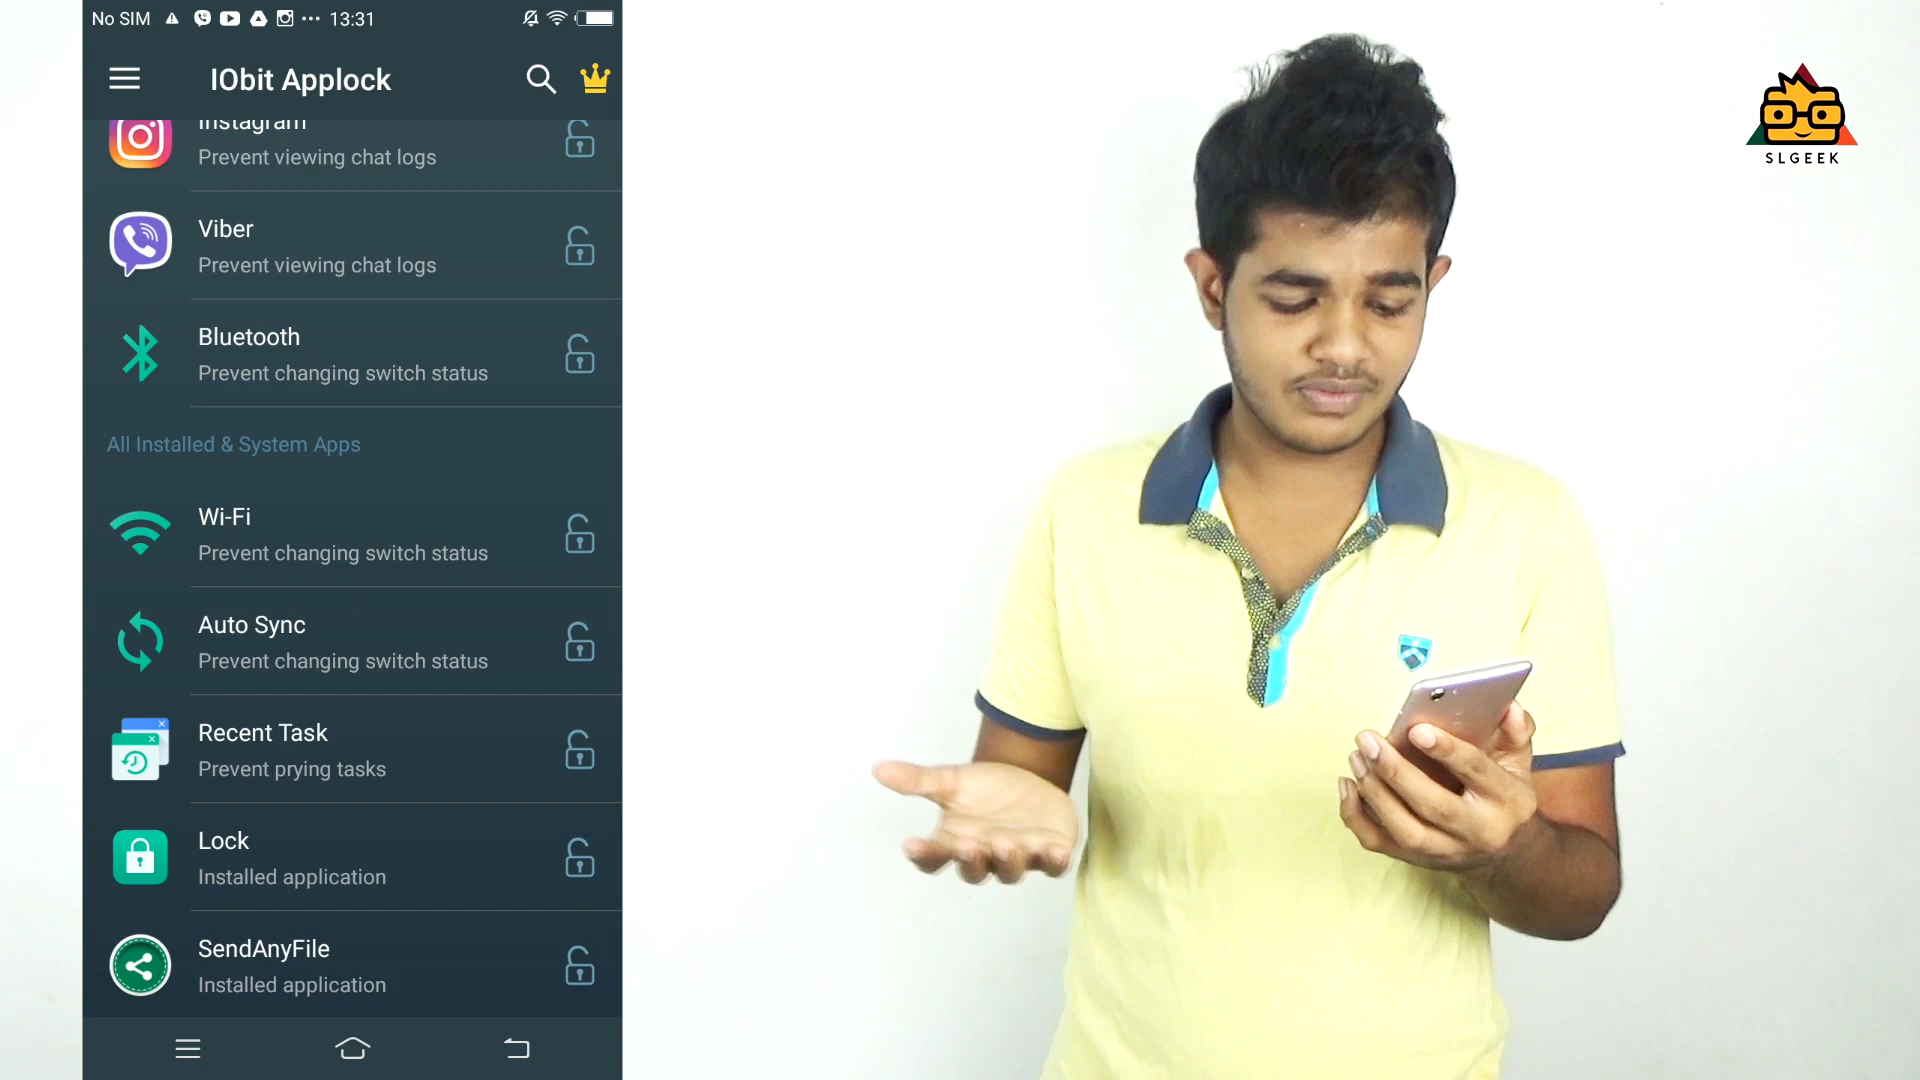 No SIM
13:31
IObit Applock
Instagram
Prevent viewing chat logs
Viber
Prevent viewing chat logs
Bluetooth
Prevent changing switch status
All Installed & System Apps
Wi-Fi
Prevent changing switch status
Auto Sync
Prevent changing switch status
Recent Task
Prevent prying tasks
Lock
Installed application
SendAnyFile
Installed application
SLGEEK